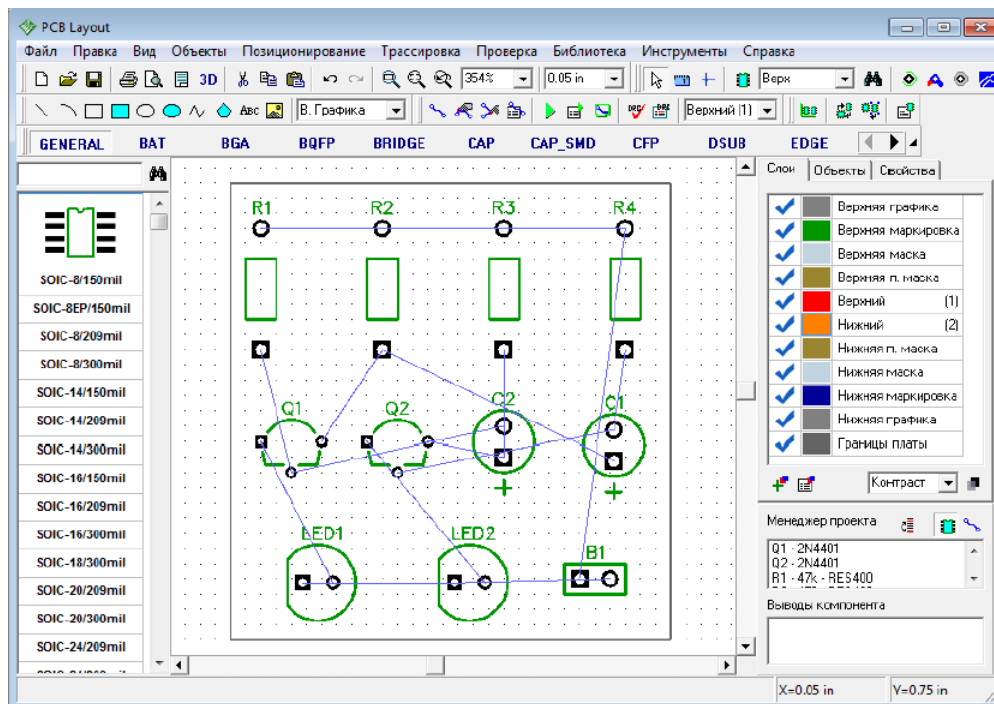 PCB Layout
Файл Правка Вид Объекты Позиционирование Трассировка Проверка Библиотека Инструменты Справка
3D 354% 0.05 in Верх
ABC В. Графика DRC Верхний (1)
GENERAL BAT BGA BQFP BRIDGE CAP CAP_SMD CFP DSUB EDGE
Слои Объекты Свойства
Верхняя графика
Верхняя маркировка
Верхняя маска
Верхняя п. маска
Верхний (1)
Нижний (2)
Нижняя п. маска
Нижняя маска
Нижняя маркировка
Нижняя графика
Границы платы
Контраст
Менеджер проекта
Q1 - 2N4401
Q2 - 2N4401
R1 - 47k - RES400
Выводы компонента
SOIC-8/150mil
SOIC-8EP/150mil
SOIC-8/209mil
SOIC-8/300mil
SOIC-14/150mil
SOIC-14/209mil
SOIC-14/300mil
SOIC-16/150mil
SOIC-16/209mil
SOIC-16/300mil
SOIC-18/300mil
SOIC-20/209mil
SOIC-20/300mil
SOIC-24/209mil
R1 R2 R3 R4
Q1 Q2 C2 C1
+ +
LED1 LED2 B1
X=0.05 in Y=0.75 in